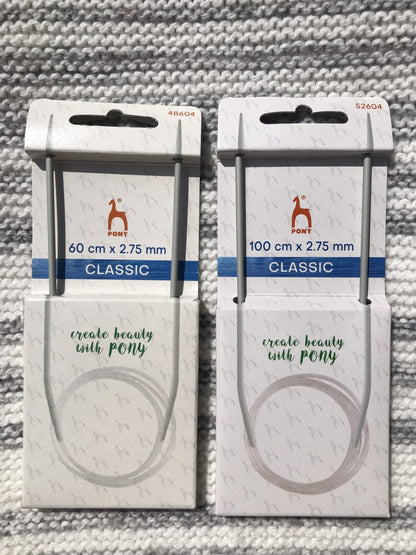 48604
®
PONY
60 cm x 2.75 mm
CLASSIC
create beauty
with PONY
52604
®
PONY
100 cm x 2.75 mm
CLASSIC
create beauty
with PONY